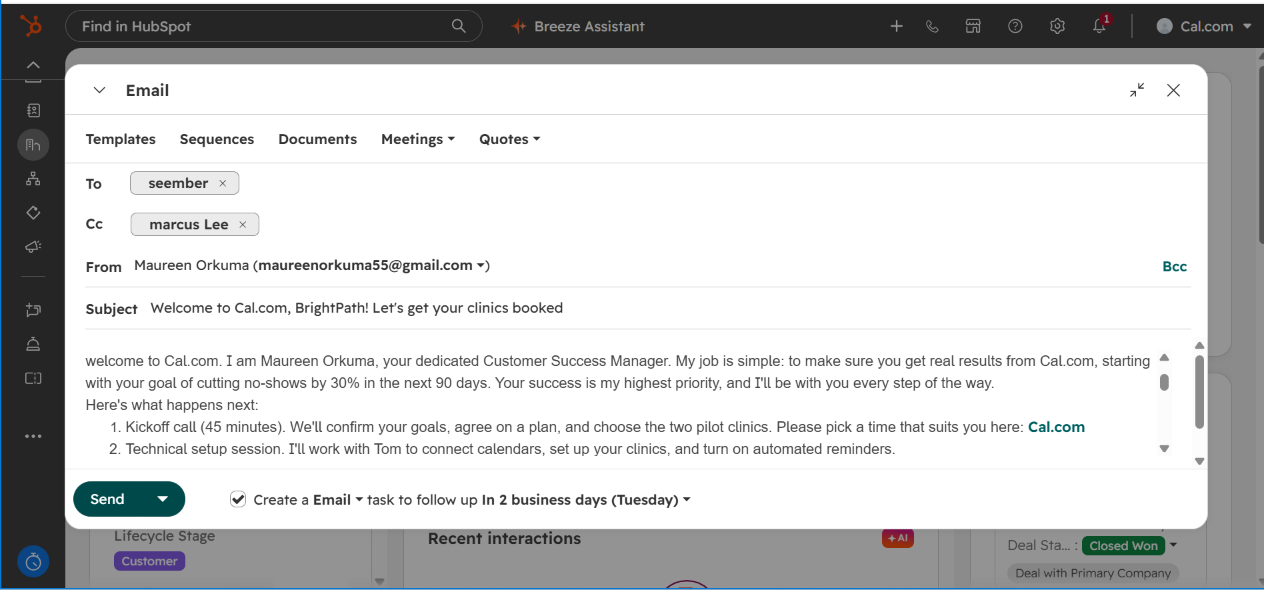 Find in HubSpot
Breeze Assistant
1
Cal.com
Email
Templates Sequences Documents Meetings Quotes
To seember ×
Cc marcus Lee ×
From Maureen Orkuma (maureenorkuma55@gmail.com)
Bcc
Subject Welcome to Cal.com, BrightPath! Let's get your clinics booked
welcome to Cal.com. I am Maureen Orkuma, your dedicated Customer Success Manager. My job is simple: to make sure you get real results from Cal.com, starting
with your goal of cutting no-shows by 30% in the next 90 days. Your success is my highest priority, and I'll be with you every step of the way.
Here's what happens next:
1. Kickoff call (45 minutes). We'll confirm your goals, agree on a plan, and choose the two pilot clinics. Please pick a time that suits you here: Cal.com
2. Technical setup session. I'll work with Tom to connect calendars, set up your clinics, and turn on automated reminders.
Send
Create a Email task to follow up In 2 business days (Tuesday)
Lifecycle Stage
Customer
Recent interactions
+ AI
Deal Sta... : Closed Won
Deal with Primary Company